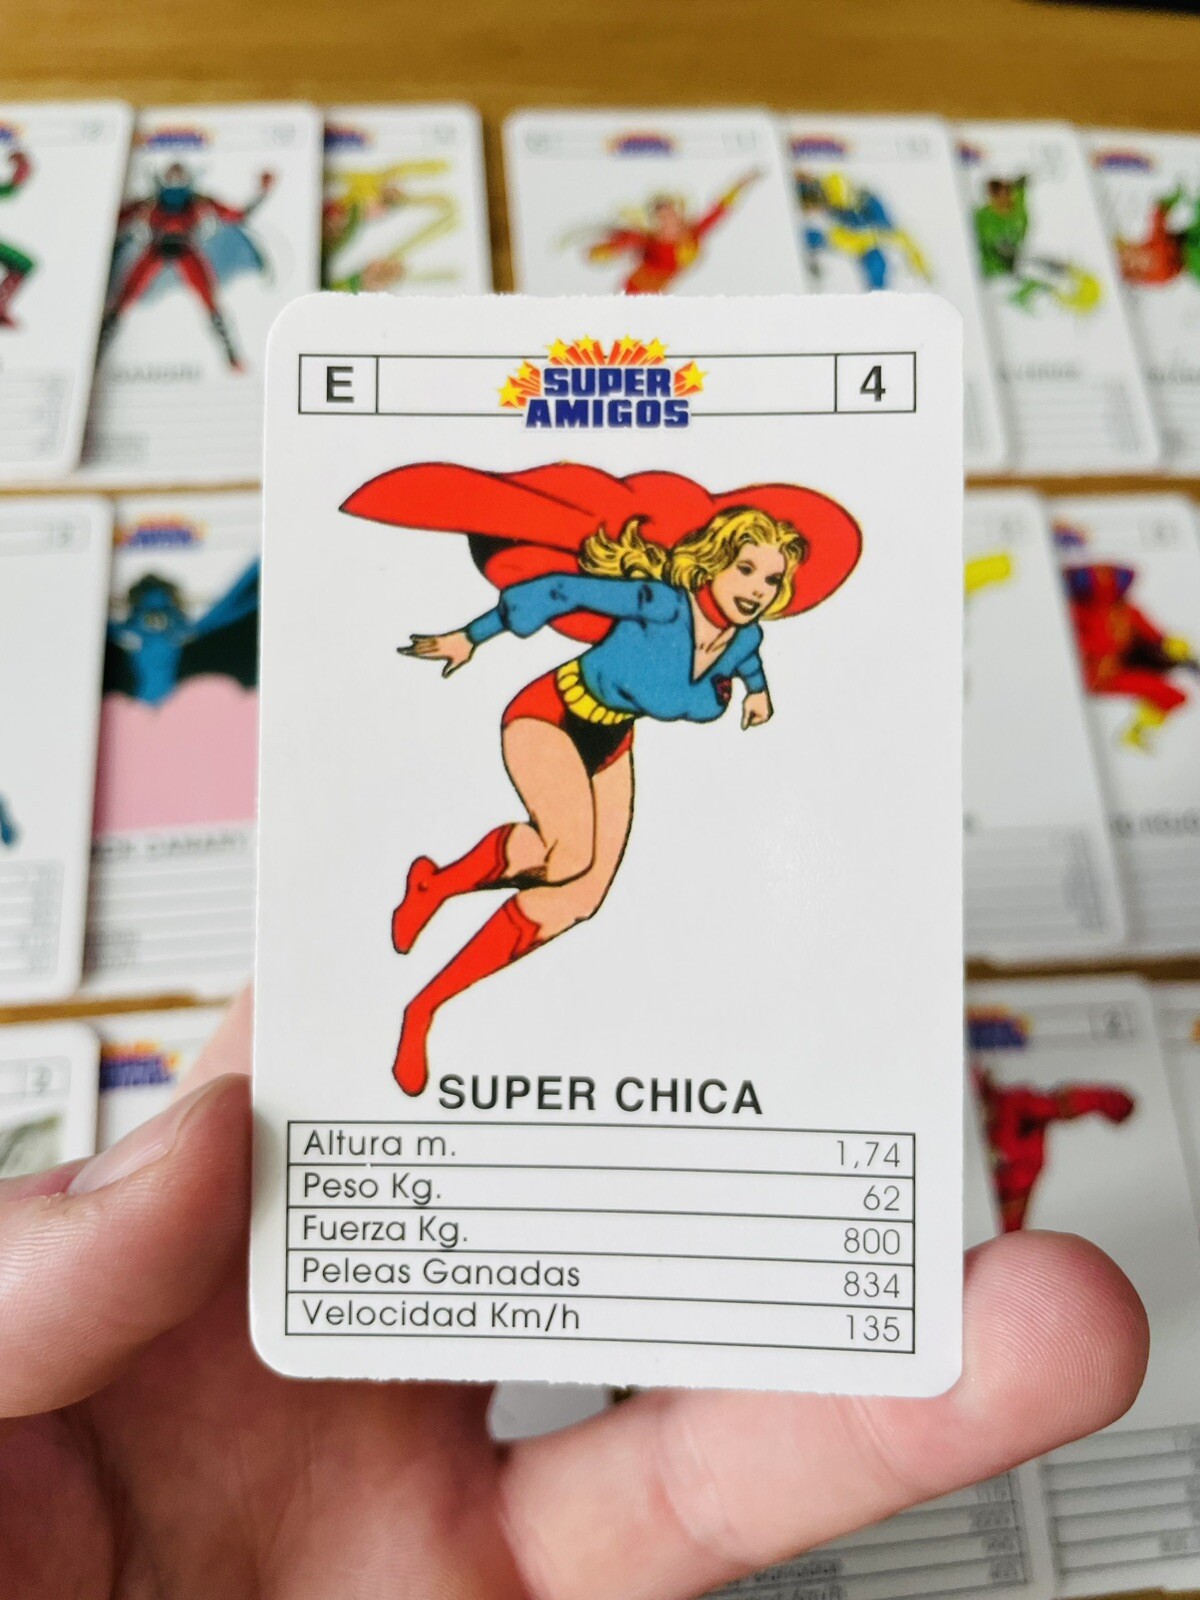 E
SUPER
AMIGOS
4
SUPER CHICA
Altura m. 1,74
Peso Kg. 62
Fuerza Kg. 800
Peleas Ganadas 834
Velocidad Km/h 135